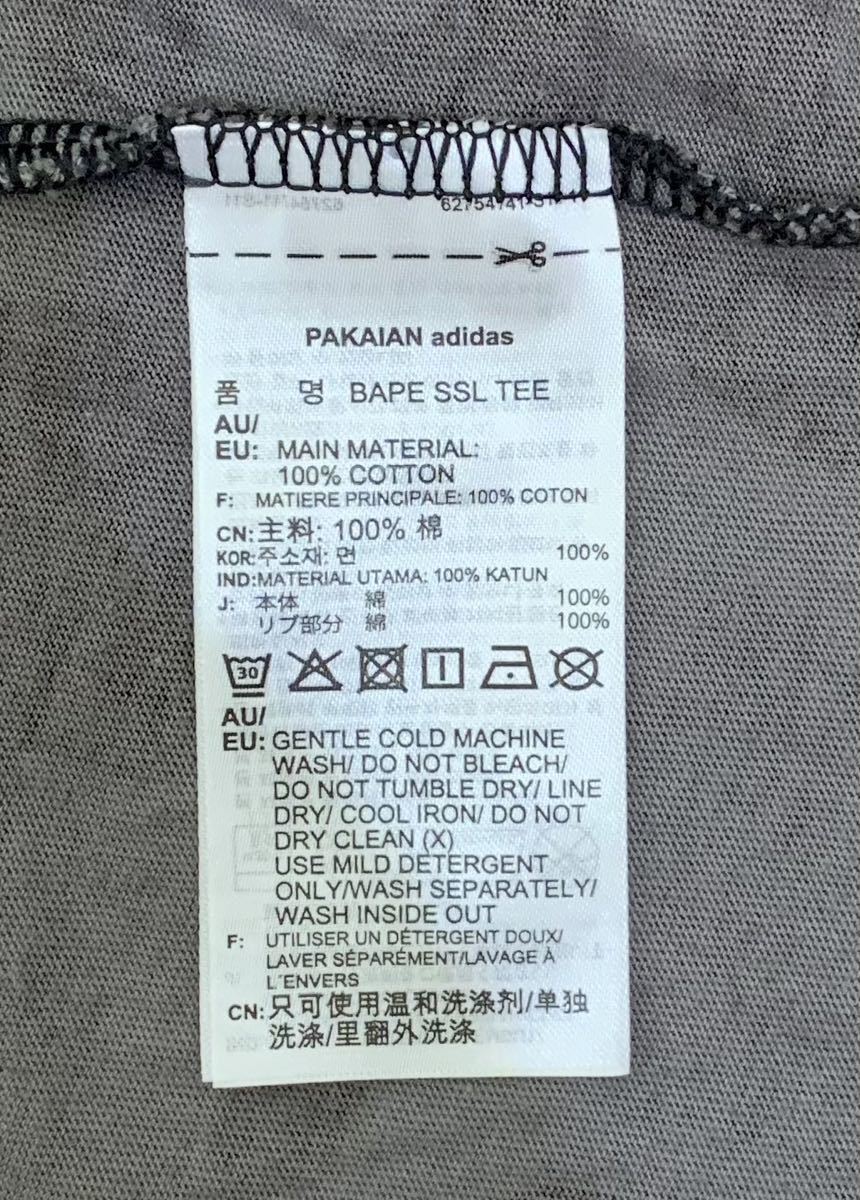 PAKAIAN adidas
품 명 BAPE SSL TEE
AU/
EU: MAIN MATERIAL:
100% COTTON
F: MATIERE PRINCIPALE: 100% COTON
CN:主料: 100% 棉
KOR:주소재: 면 100%
IND:MATERIAL UTAMA: 100% KATUN
J: 本体 綿 100%
リブ部分 綿 100%
30
AU/
EU: GENTLE COLD MACHINE
WASH/ DO NOT BLEACH/
DO NOT TUMBLE DRY/ LINE
DRY/ COOL IRON/ DO NOT
DRY CLEAN (X)
USE MILD DETERGENT
ONLY/WASH SEPARATELY/
WASH INSIDE OUT
F: UTILISER UN DÉTERGENT DOUX/
LAVER SÉPARÉMENT/LAVAGE À
L´ENVERS
CN:只可使用温和洗涤剂/单独
洗涤/里翻外洗涤